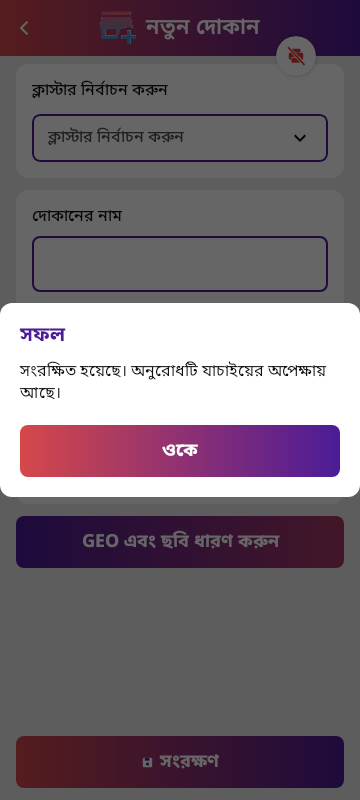 নতুন দোকান
ক্লাস্টার নির্বাচন করুন
ক্লাস্টার নির্বাচন করুন
দোকানের নাম
সফল
সংরক্ষিত হয়েছে। অনুরোধটি যাচাইয়ের অপেক্ষায়
আছে।
ওকে
GEO এবং ছবি ধারণ করুন
সংরক্ষণ